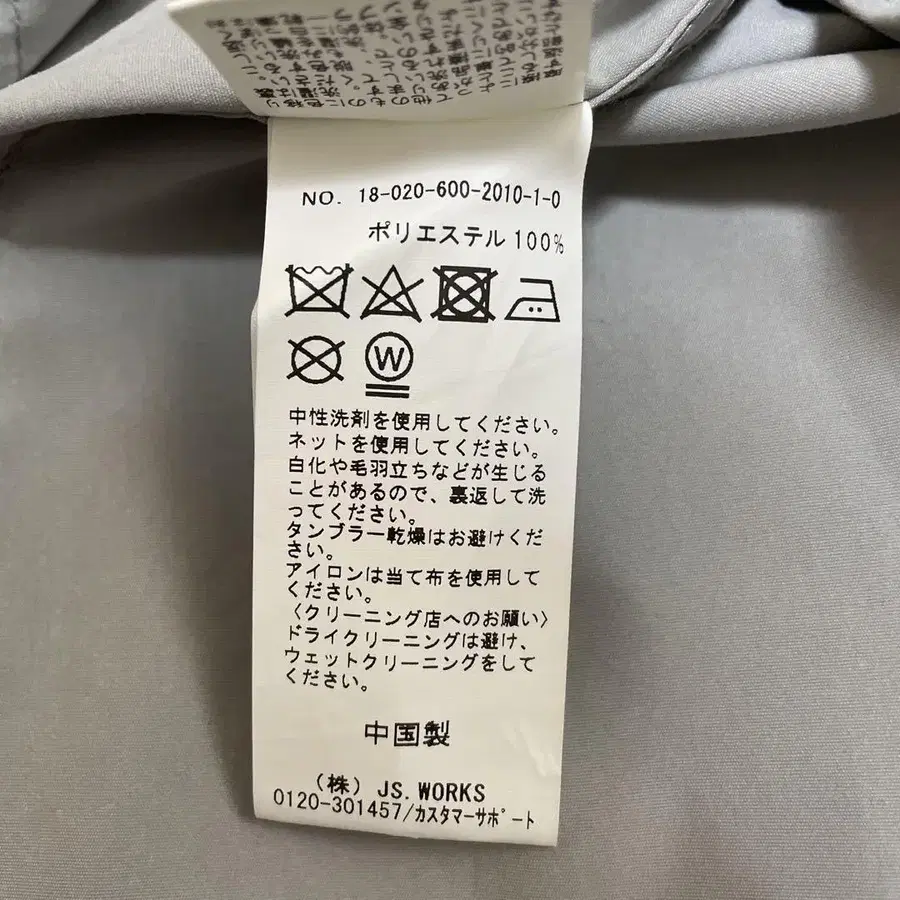 NO. 18-020-600-2010-1-0
ポリエステル 100%
W
中性洗剤を使用してください。
ネットを使用してください。
白化や毛羽立ちなどが生じる
ことがあるので、裏返して洗
ってください。
タンブラー乾燥はお避けくだ
さい。
アイロンは当て布を使用して
ください。
〈クリーニング店へのお願い〉
ドライクリーニングは避け、
ウェットクリーニングをして
ください。
中国製
(株) JS.WORKS
0120-301457/カスタマーサポート